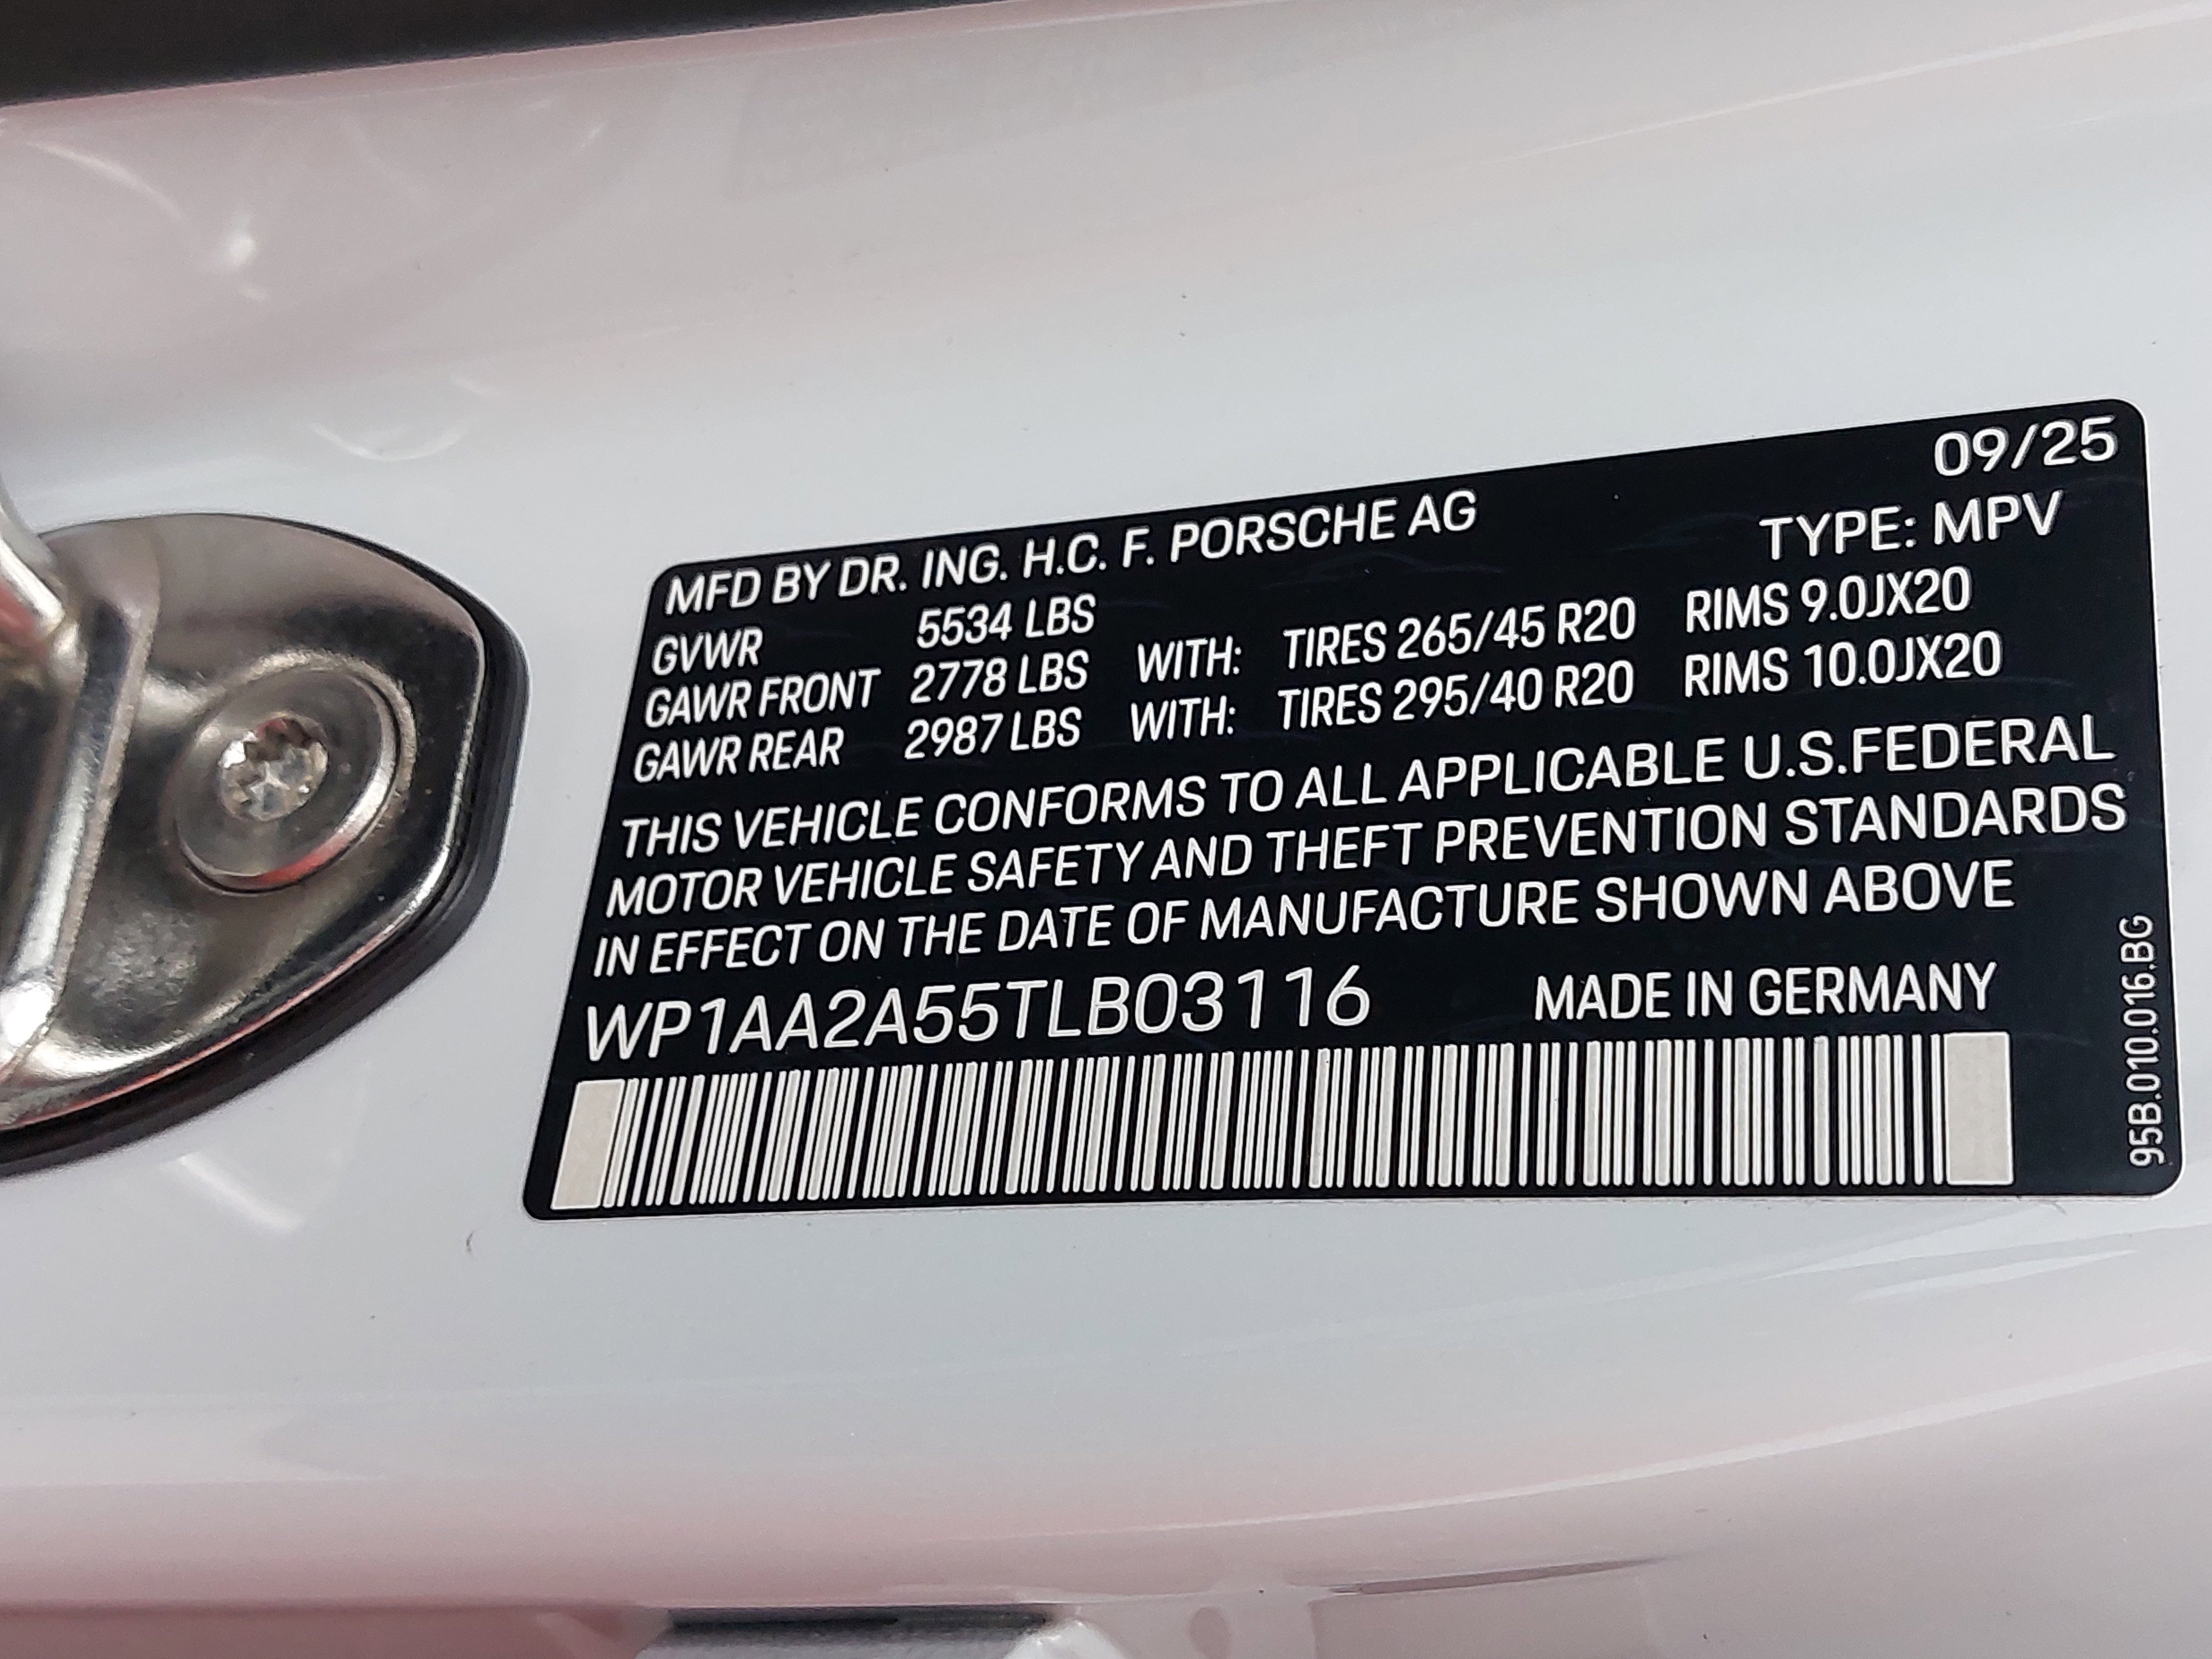 09/25
MFD BY DR. ING. H.C. F. PORSCHE AG TYPE: MPV
GVWR 5534 LBS
GAWR FRONT 2778 LBS WITH: TIRES 265/45 R20 RIMS 9.0JX20
GAWR REAR 2987 LBS WITH: TIRES 295/40 R20 RIMS 10.0JX20
THIS VEHICLE CONFORMS TO ALL APPLICABLE U.S.FEDERAL
MOTOR VEHICLE SAFETY AND THEFT PREVENTION STANDARDS
IN EFFECT ON THE DATE OF MANUFACTURE SHOWN ABOVE
WP1AA2A55TLB03116 MADE IN GERMANY
95B.010.016.BG